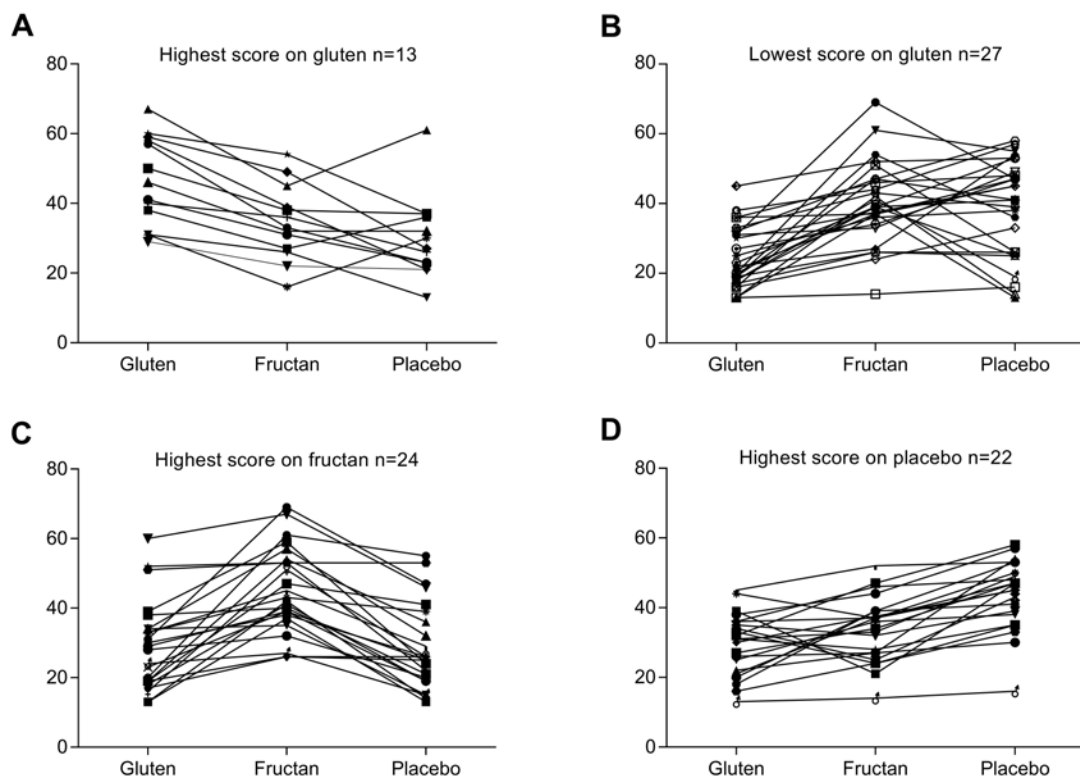 A
Highest score on gluten n=13
80
60
40
20
0
Gluten Fructan Placebo
B
Lowest score on gluten n=27
80
60
40
20
0
Gluten Fructan Placebo
C
Highest score on fructan n=24
80
60
40
20
0
Gluten Fructan Placebo
D
Highest score on placebo n=22
80
60
40
20
0
Gluten Fructan Placebo